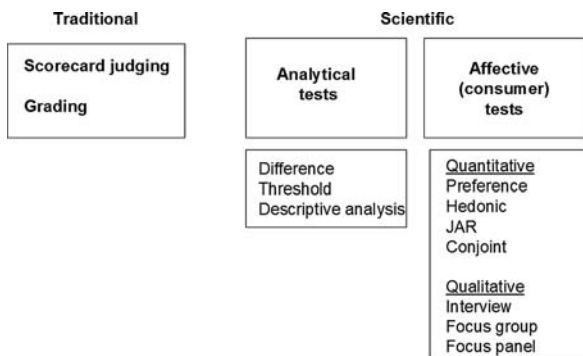 Traditional
Scientific
Scorecard judging
Grading
Analytical
tests
Affective
(consumer)
tests
Difference
Threshold
Descriptive analysis
Quantitative
Preference
Hedonic
JAR
Conjoint
Qualitative
Interview
Focus group
Focus panel